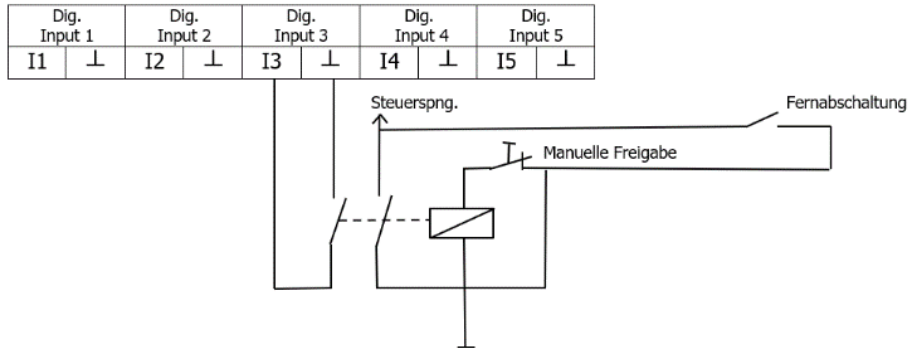 Dig. Dig. Dig. Dig. Dig.
Input 1 Input 2 Input 3 Input 4 Input 5
I1 ⊥ I2 ⊥ I3 ⊥ I4 ⊥ I5 ⊥
Steuerspng.
Fernabschaltung
Manuelle Freigabe